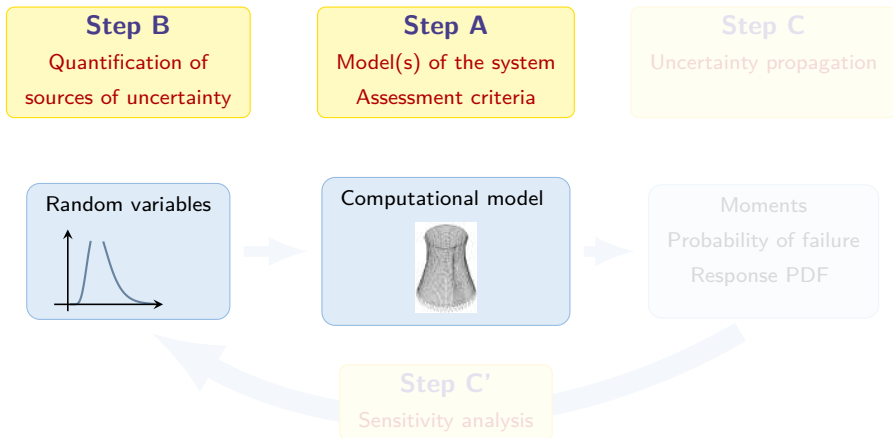 Step B
Quantification of
sources of uncertainty
Step A
Model(s) of the system
Assessment criteria
Step C
Uncertainty propagation
Random variables
Computational model
Moments
Probability of failure
Response PDF
Step C'
Sensitivity analysis